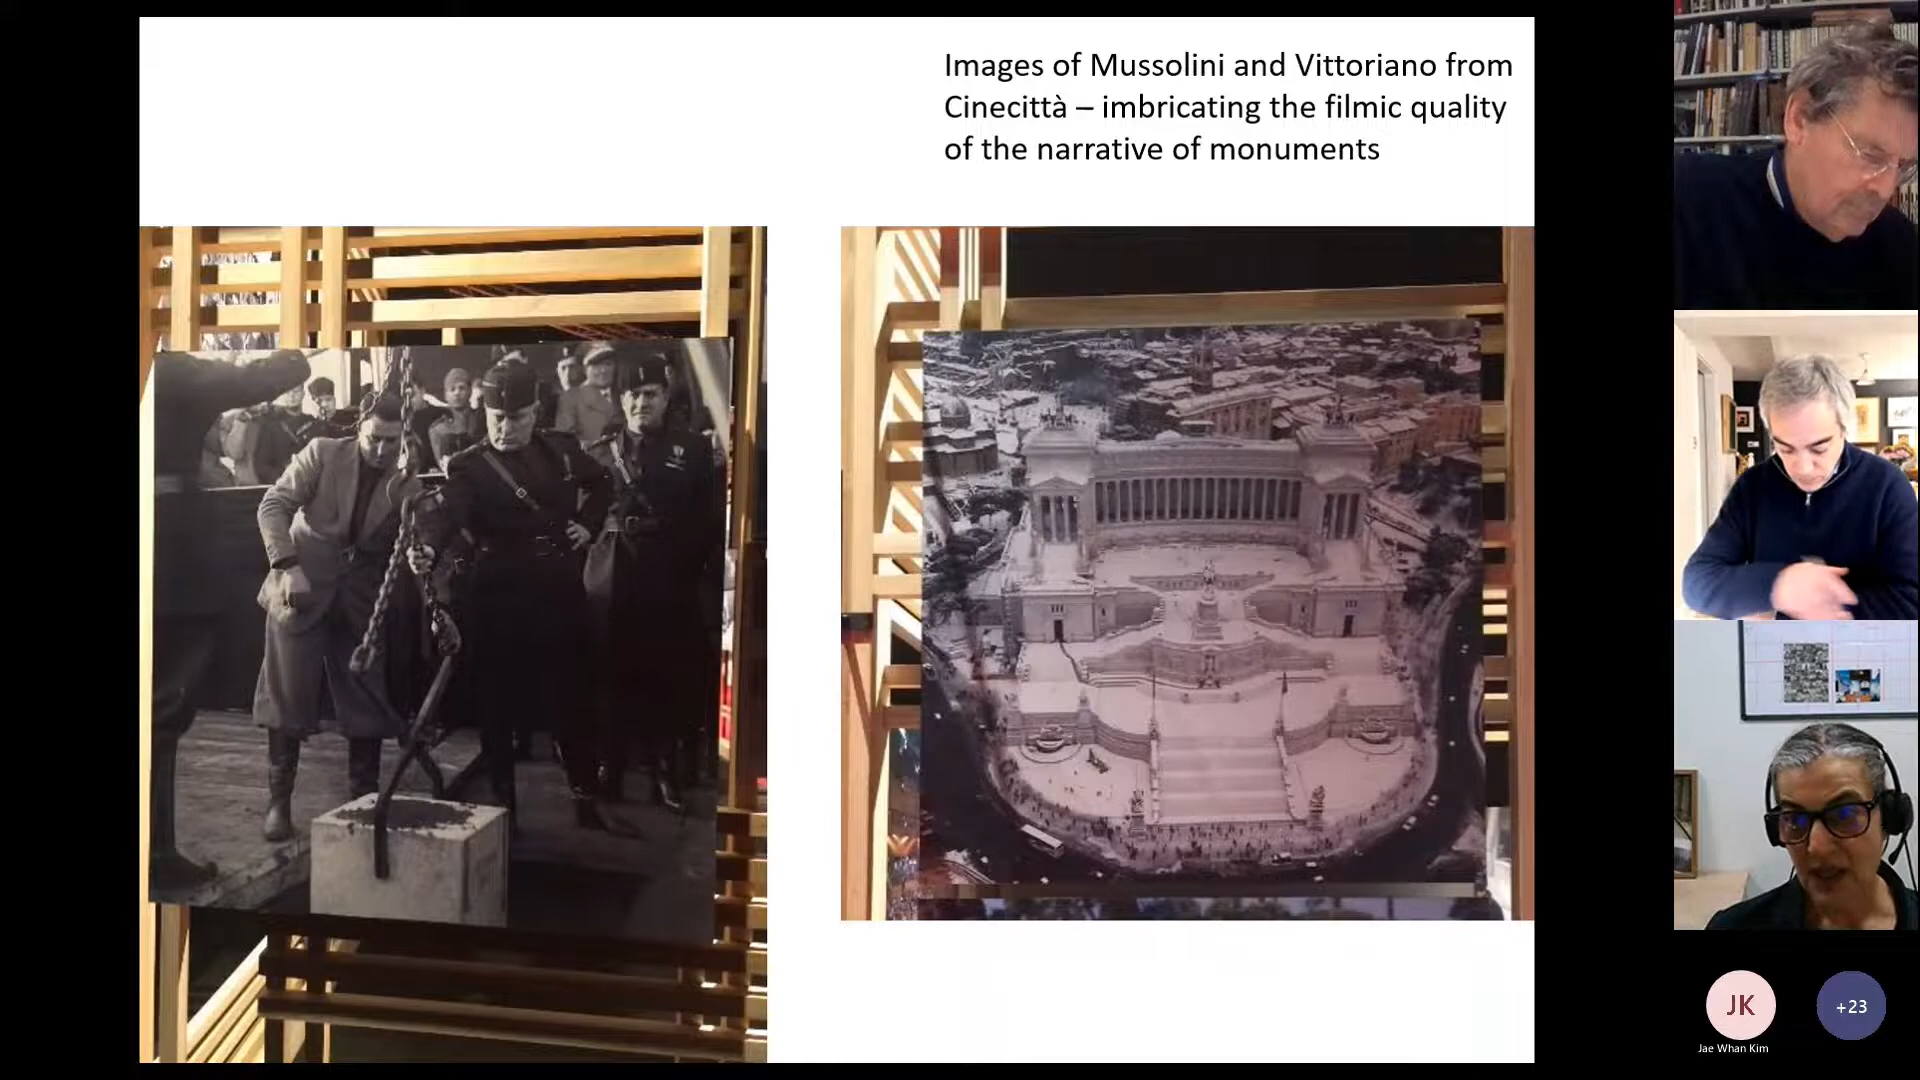 Images of Mussolini and Vittoriano from
Cinecittà – imbricating the filmic quality
of the narrative of monuments
JK
+23
Jae Whan Kim